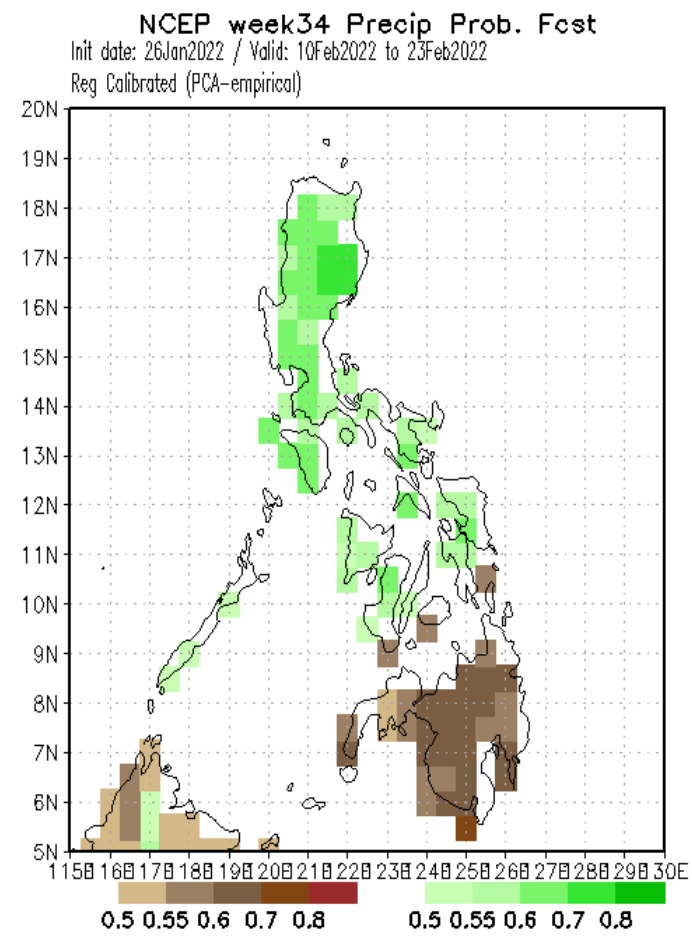 NCEP week34 Precip Prob. Fcst
Init date: 26Jan2022 / Valid: 10Feb2022 to 23Feb2022
Reg Calibrated (PCA-empirical)
20N
19N
18N
17N
16N
15N
14N
13N
12N
11N
10N
9N
8N
7N
6N
5N
115E 116E 117E 118E 119E 120E 121E 122E 123E 124E 125E 126E 127E 128E 129E 130E
0.5 0.55 0.6 0.7 0.8 0.5 0.55 0.6 0.7 0.8